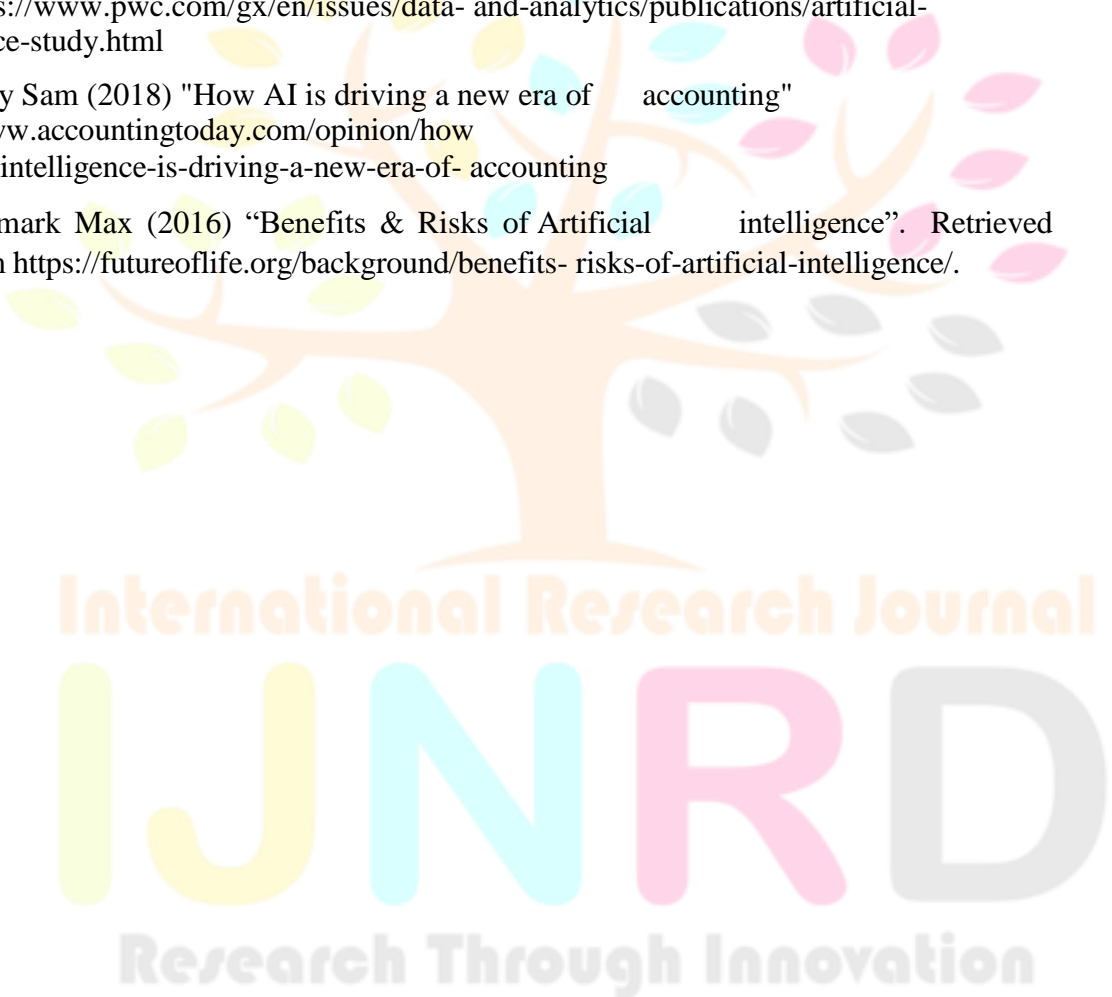 s://www.pwc.com/gx/en/issues/data- and-analytics/publications/artificial-
ce-study.html
y Sam (2018) "How AI is driving a new era of accounting"
ww.accountingtoday.com/opinion/how
intelligence-is-driving-a-new-era-of- accounting
mark Max (2016) “Benefits & Risks of Artificial intelligence”. Retrieved
https://futureoflife.org/background/benefits- risks-of-artificial-intelligence/.
International Research Journal
IJNRD
Research Through Innovation